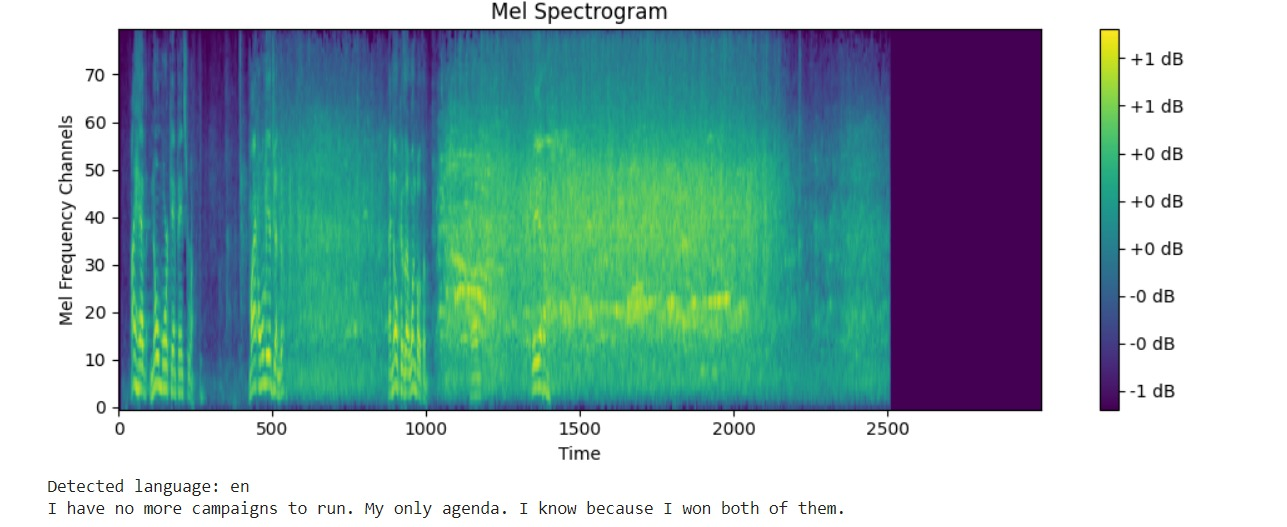 Mel Spectrogram
Mel Frequency Channels
70
60
50
40
30
20
10
0
0 500 1000 1500 2000 2500
Time
+1 dB
+1 dB
+0 dB
+0 dB
+0 dB
-0 dB
-0 dB
-1 dB
Detected language: en
I have no more campaigns to run. My only agenda. I know because I won both of them.